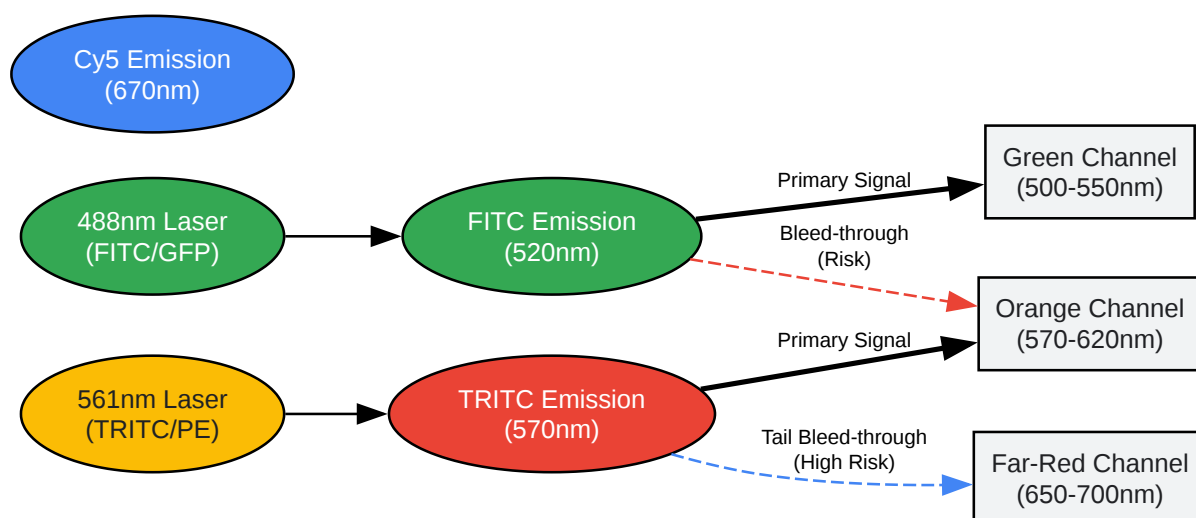 Cy5 Emission
(670nm)
488nm Laser
(FITC/GFP)
FITC Emission
(520nm)
Primary Signal
Green Channel
(500-550nm)
Bleed-through
(Risk)
Orange Channel
(570-620nm)
561nm Laser
(TRITC/PE)
TRITC Emission
(570nm)
Primary Signal
Tail Bleed-through
(High Risk)
Far-Red Channel
(650-700nm)